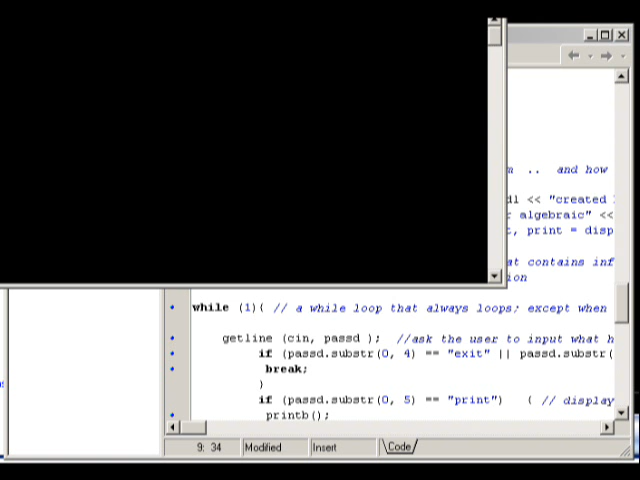 m .. and how
dl << "created
r algebraic" <<
t, print = disp
at contains inf
ion
while (1){ // a while loop that always loops; except when
getline (cin, passd ); //ask the user to input what h
if (passd.substr(0, 4) == "exit" || passd.substr(
break;
}
if (passd.substr(0, 5) == "print") { // display
printb();
9: 34 Modified Insert Code